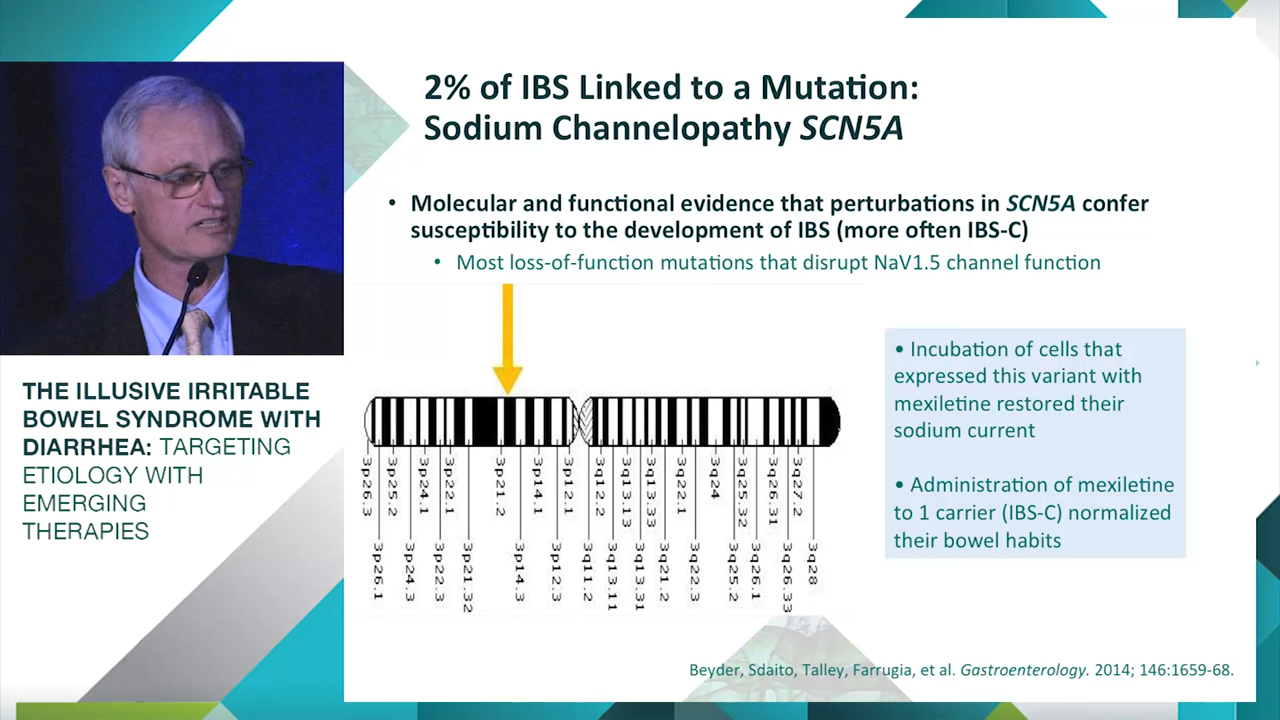 2% of IBS Linked to a Mutation:
Sodium Channelopathy SCN5A
• Molecular and functional evidence that perturbations in SCN5A confer
susceptibility to the development of IBS (more often IBS-C)
• Most loss-of-function mutations that disrupt NaV1.5 channel function
THE ILLUSIVE IRRITABLE
BOWEL SYNDROME WITH
DIARRHEA: TARGETING
ETIOLOGY WITH
EMERGING
THERAPIES
3p26.3
3p25.2
3p24.1
3p22.1
3p21.2
3p14.1
3p12.1
3q12.2
3q13.13
3q13.33
3q22.1
3q24
3q25.32
3q26.31
3q27.2
3p26.1
3p24.3
3p22.3
3p21.32
3p14.3
3p12.3
3q11.2
3q13.11
3q13.31
3q21.2
3q22.3
3q25.2
3q26.1
3q26.33
3q28
• Incubation of cells that
expressed this variant with
mexiletine restored their
sodium current
• Administration of mexiletine
to 1 carrier (IBS-C) normalized
their bowel habits
Beyder, Sdaito, Talley, Farrugia, et al. Gastroenterology. 2014; 146:1659-68.